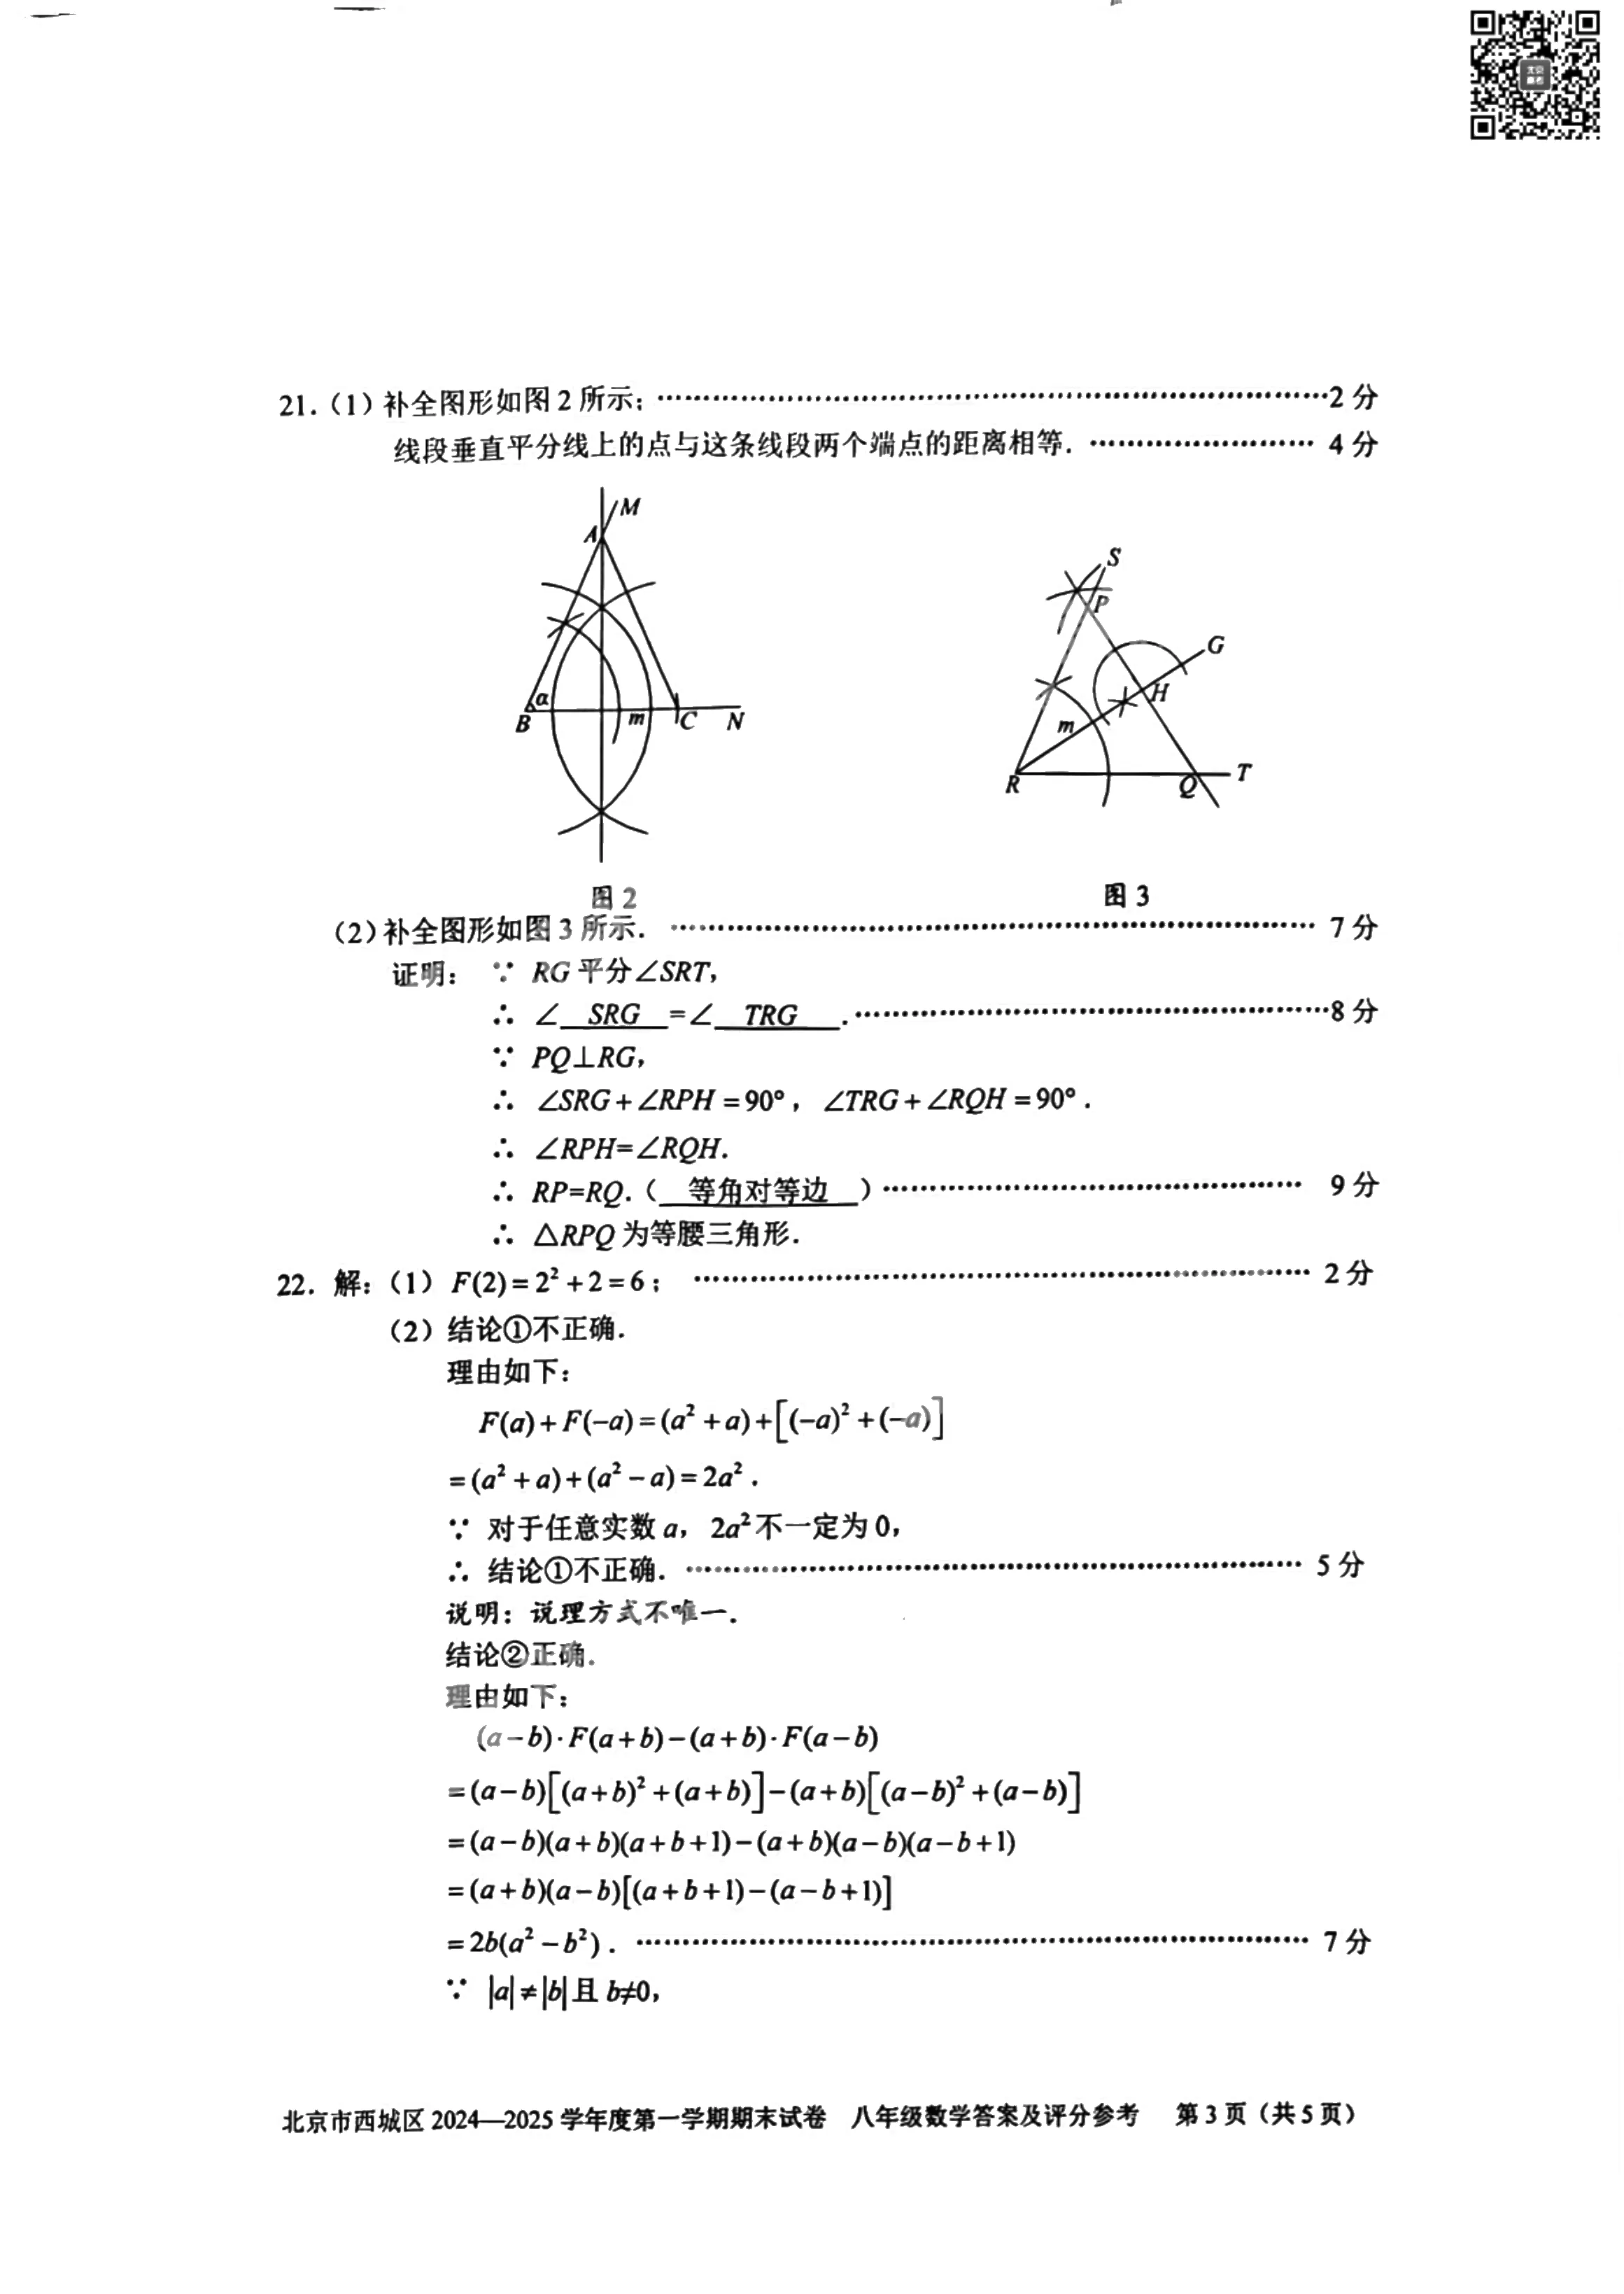 21.（1）补全图形如图2所示；…………2分
线段垂直平分线上的点与这条线段两个端点的距离相等．…………4分
M
A
α
B
m
C
N
S
P
G
H
m
R
Q
T
图2
图3
（2）补全图形如图3所示．…………7分
证明：∵ RG平分∠SRT，
∴ ∠ SRG =∠ TRG ．…………8分
∵ PQ⊥RG，
∴ ∠SRG+∠RPH=90°，∠TRG+∠RQH=90°．
∴ ∠RPH=∠RQH．
∴ RP=RQ．（ 等角对等边 ）…………9分
∴ △RPQ为等腰三角形．
22．解：（1）F(2)=2²+2=6；…………2分
（2）结论①不正确．
理由如下：
F(a)+F(−a)=(a²+a)+[(−a)²+(−a)]
=(a²+a)+(a²−a)=2a²．
∵ 对于任意实数a，2a²不一定为0，
∴ 结论①不正确．…………5分
说明：说理方式不唯一．
结论②正确．
理由如下：
(a−b)·F(a+b)−(a+b)·F(a−b)
=(a−b)[(a+b)²+(a+b)]−(a+b)[(a−b)²+(a−b)]
=(a−b)(a+b)(a+b+1)−(a+b)(a−b)(a−b+1)
=(a+b)(a−b)[(a+b+1)−(a−b+1)]
=2b(a²−b²)．…………7分
∵ |a|≠|b|且b≠0，
北京市西城区2024—2025学年度第一学期期末试卷 八年级数学答案及评分参考 第3页（共5页）